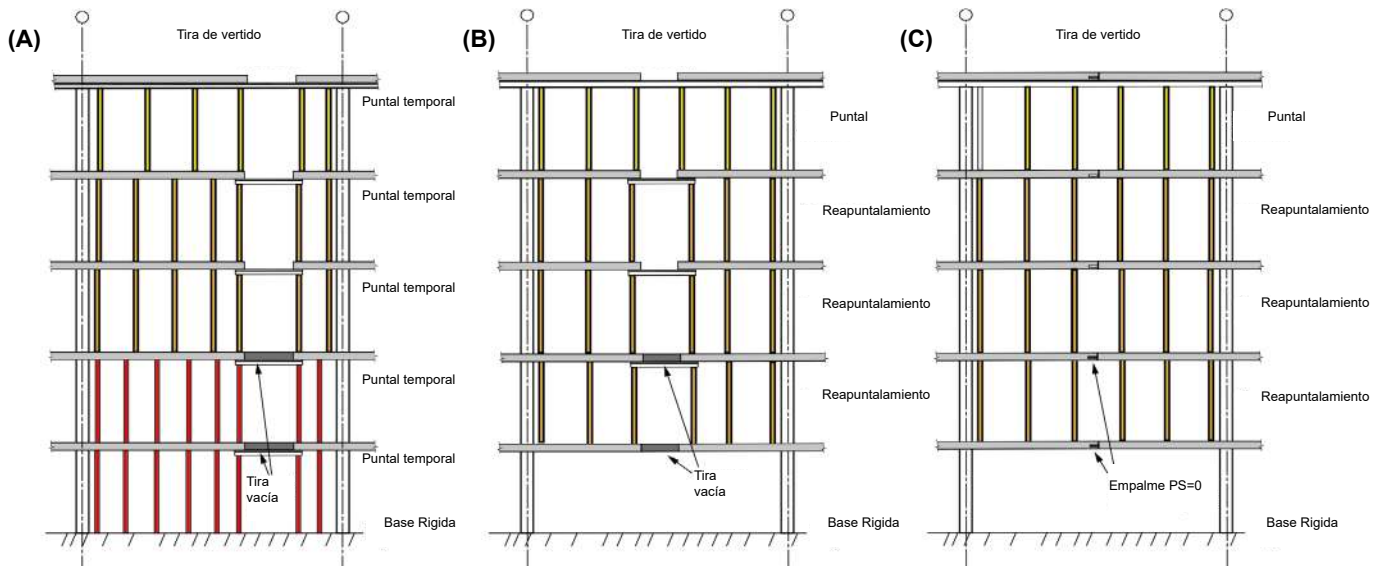 (A)
Tira de vertido
Puntal temporal
Puntal temporal
Puntal temporal
Puntal temporal
Puntal temporal
Tira
vacía
Base Rigida
(B)
Tira de vertido
Puntal
Reapuntalamiento
Reapuntalamiento
Reapuntalamiento
Tira
vacía
Base Rigida
(C)
Tira de vertido
Puntal
Reapuntalamiento
Reapuntalamiento
Reapuntalamiento
Empalme PS=0
Base Rigida